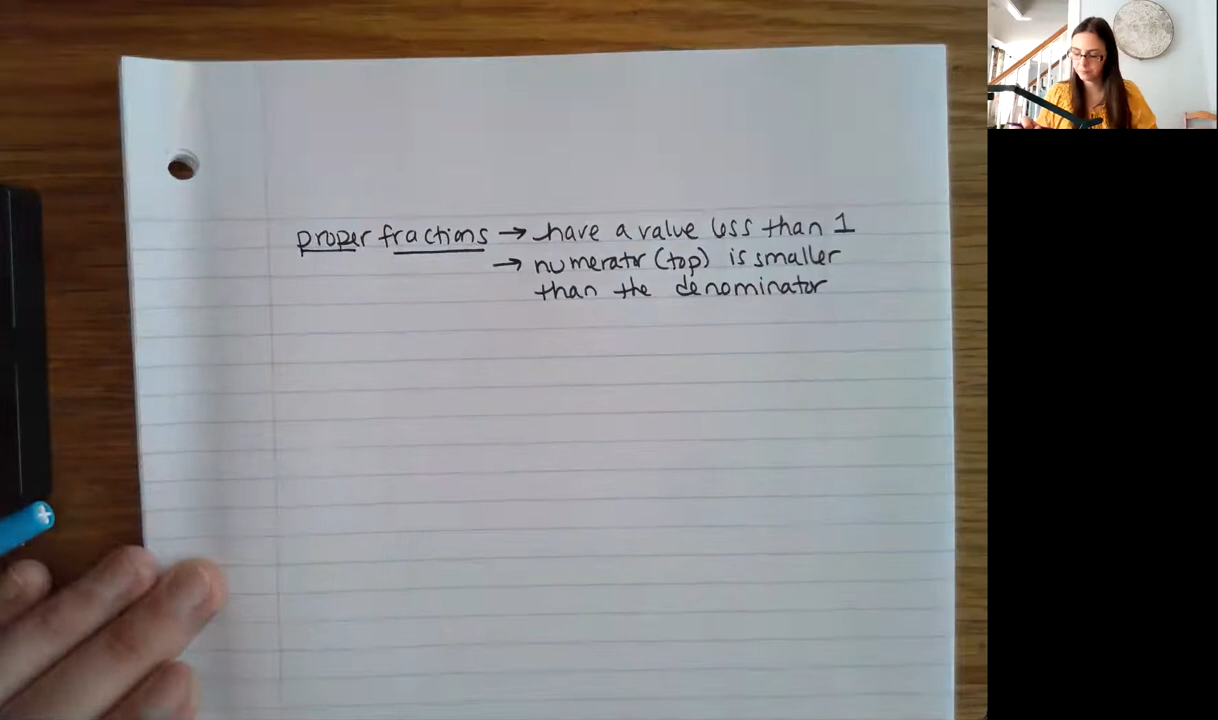 proper fractions → have a value less than 1
→ numerator (top) is smaller
than the denominator